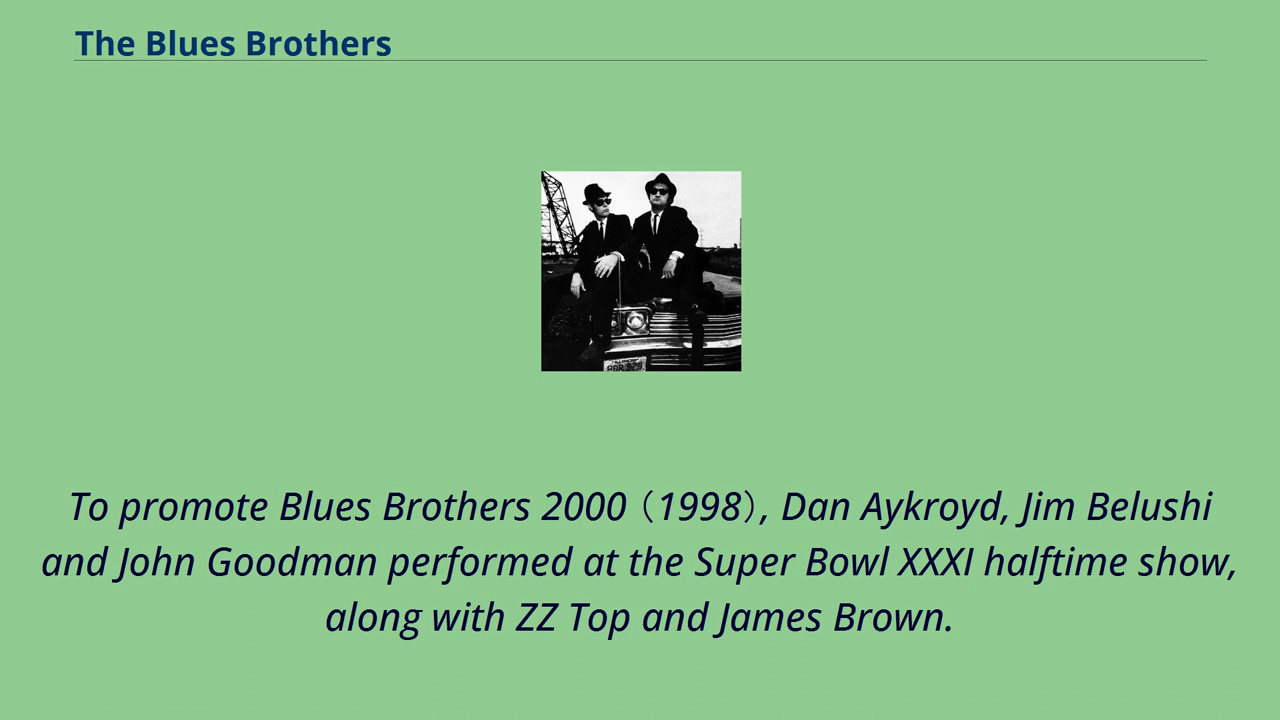 The Blues Brothers
To promote Blues Brothers 2000（1998）, Dan Aykroyd, Jim Belushi
and John Goodman performed at the Super Bowl XXXI halftime show,
along with ZZ Top and James Brown.